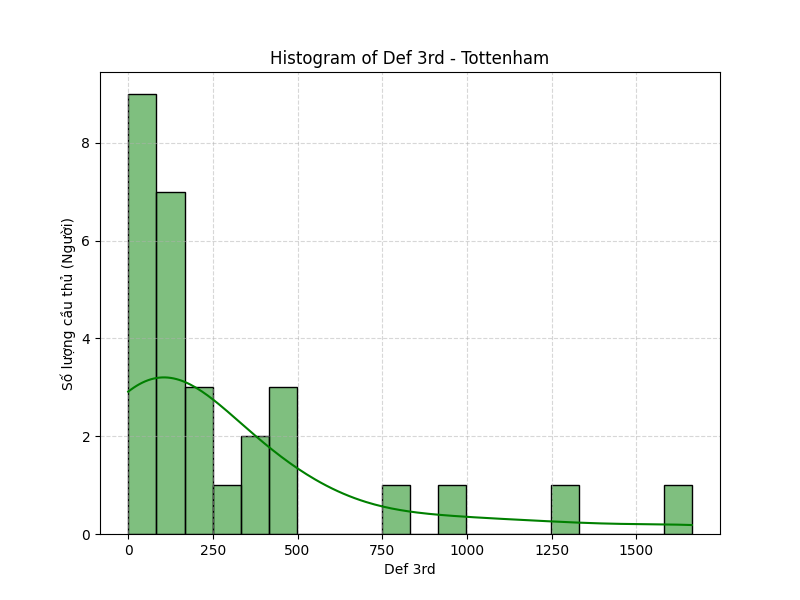 Histogram of Def 3rd - Tottenham
Số lượng cầu thủ (Người)
8
6
4
2
0
0 250 500 750 1000 1250 1500
Def 3rd